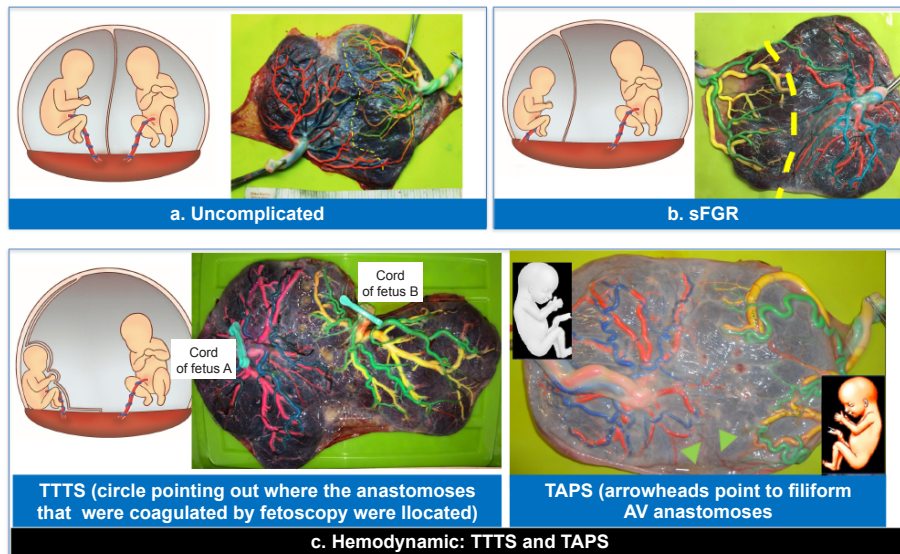 a. Uncomplicated
b. sFGR
Cord
of fetus B
Cord
of fetus A
TTTS (circle pointing out where the anastomoses
that were coagulated by fetoscopy were llocated)
TAPS (arrowheads point to filiform
AV anastomoses
c. Hemodynamic: TTTS and TAPS